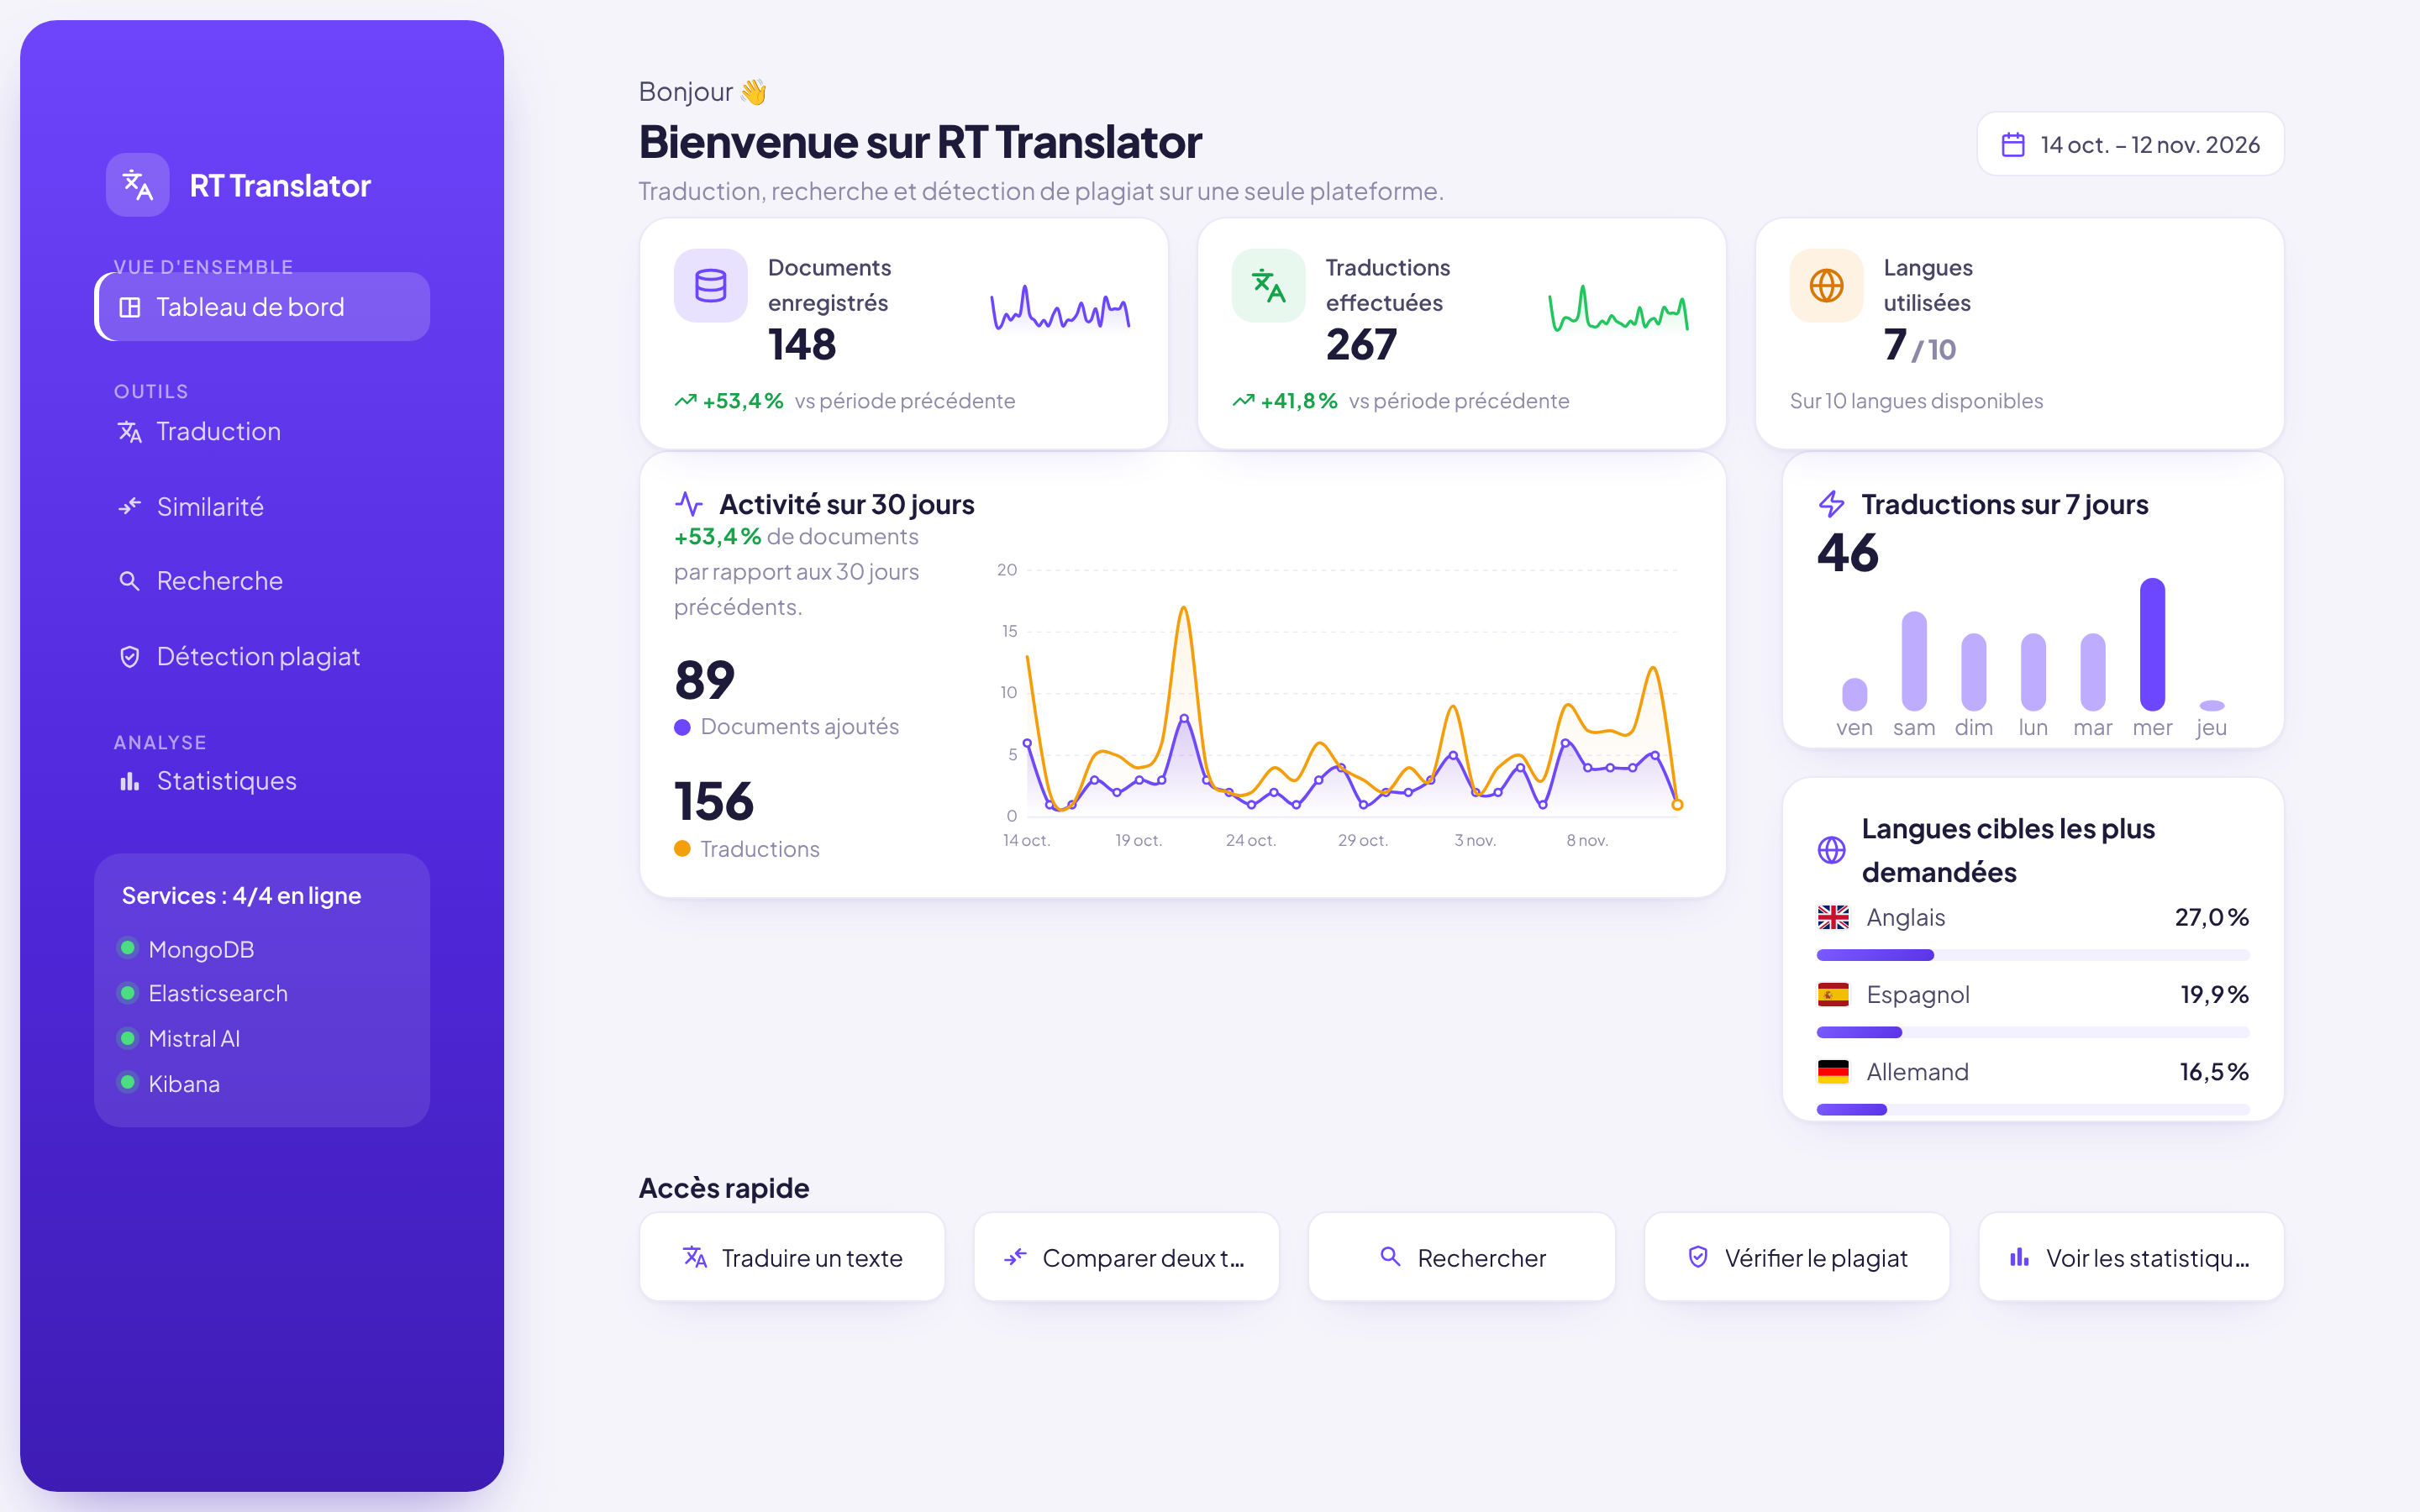 RT Translator
VUE D'ENSEMBLE
Tableau de bord
OUTILS
Traduction
Similarité
Recherche
Détection plagiat
ANALYSE
Statistiques
Services : 4/4 en ligne
MongoDB
Elasticsearch
Mistral AI
Kibana
Bonjour 👋
Bienvenue sur RT Translator
Traduction, recherche et détection de plagiat sur une seule plateforme.
14 oct. – 12 nov. 2026
Documents
enregistrés
148
+53,4 % vs période précédente
Traductions
effectuées
267
+41,8 % vs période précédente
Langues
utilisées
7 / 10
Sur 10 langues disponibles
Activité sur 30 jours
+53,4 % de documents
par rapport aux 30 jours
précédents.
89
Documents ajoutés
156
Traductions
20
15
10
5
0
14 oct. 19 oct. 24 oct. 29 oct. 3 nov. 8 nov.
Traductions sur 7 jours
46
ven sam dim lun mar mer jeu
Langues cibles les plus
demandées
Anglais 27,0 %
Espagnol 19,9 %
Allemand 16,5 %
Accès rapide
Traduire un texte
Comparer deux t...
Rechercher
Vérifier le plagiat
Voir les statistiqu...